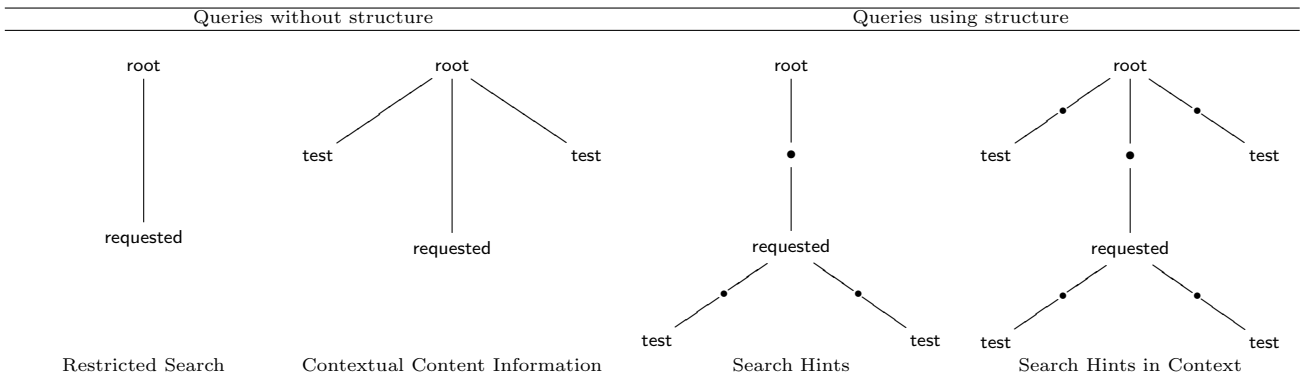 Queries without structure Queries using structure
root root root root
test test test test
requested requested requested requested
test test test test
Restricted Search Contextual Content Information Search Hints Search Hints in Context